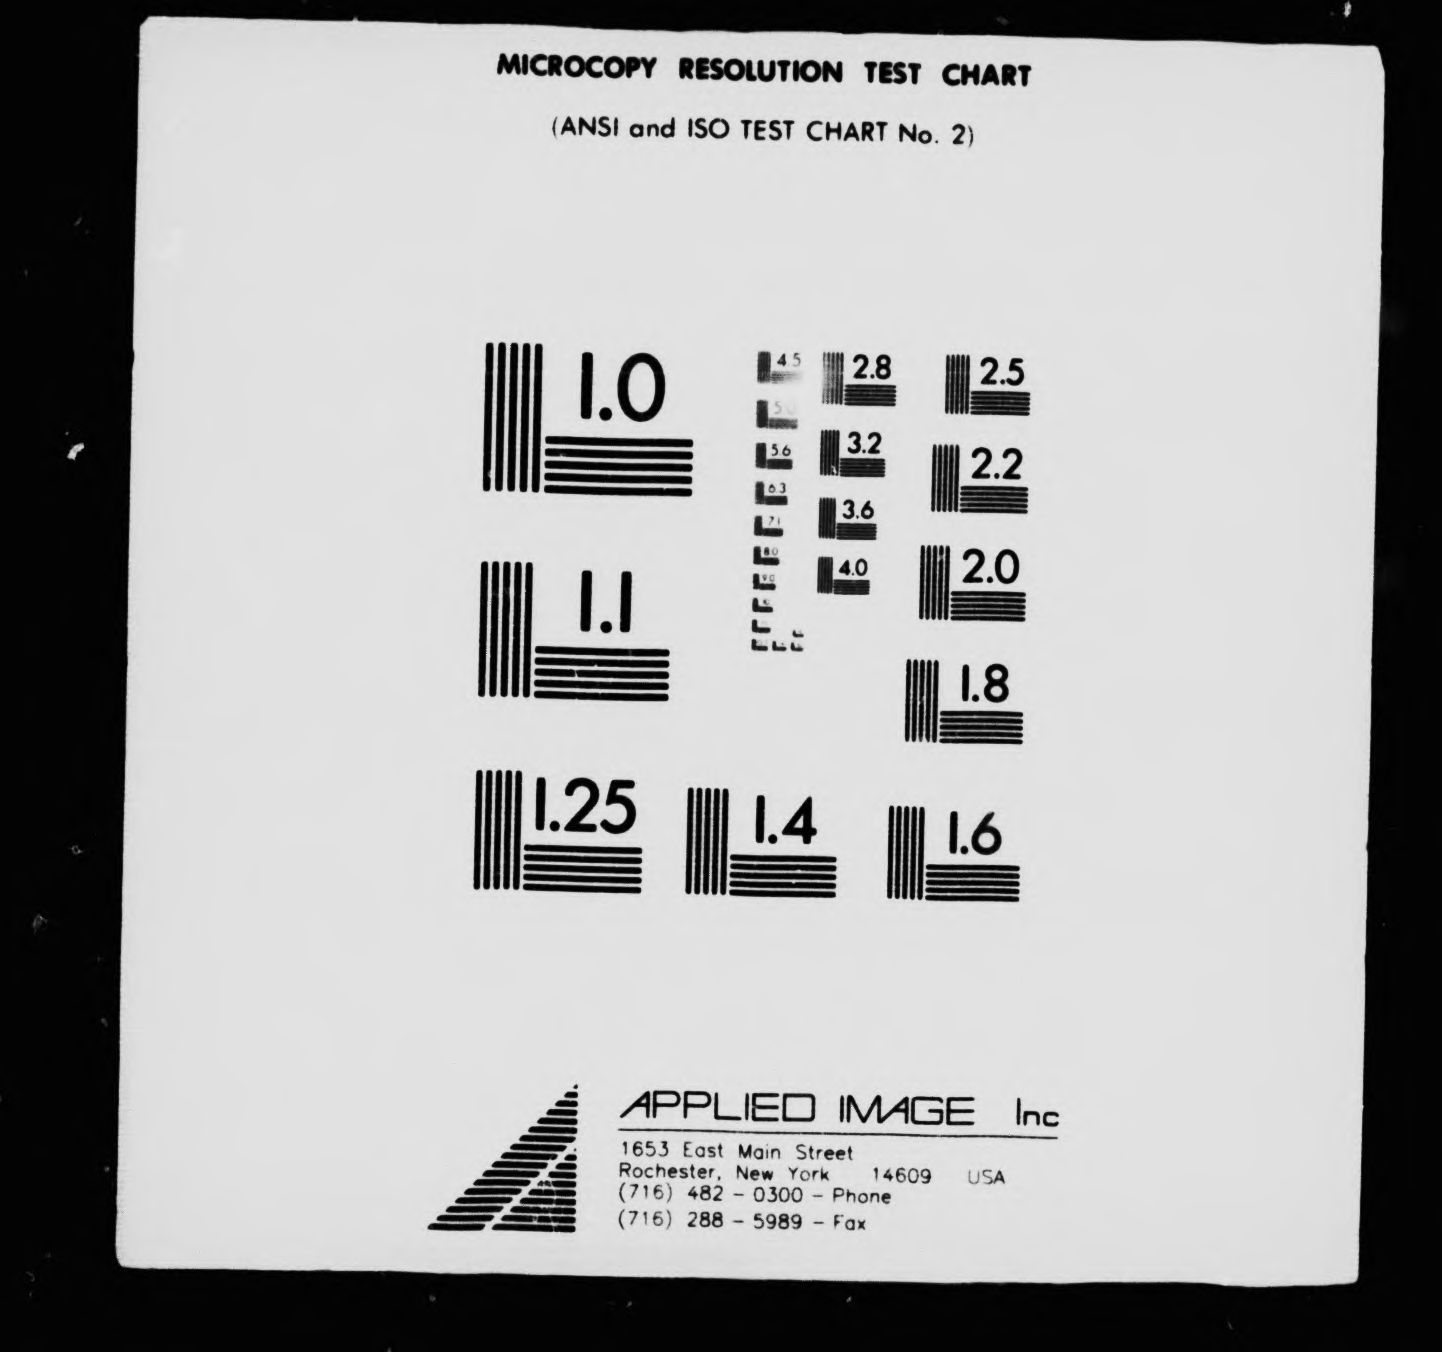 MICROCOPY RESOLUTION TEST CHART
(ANSI and ISO TEST CHART No. 2)
1.0
1.1
1.25
1.4
1.6
1.8
2.0
2.2
2.5
2.8
3.2
3.6
4.0
4.5
5.0
5.6
6.3
7.1
8.0
9.0
APPLIED IMAGE Inc
1653 East Main Street
Rochester, New York 14609 USA
(716) 482 - 0300 - Phone
(716) 288 - 5989 - Fax